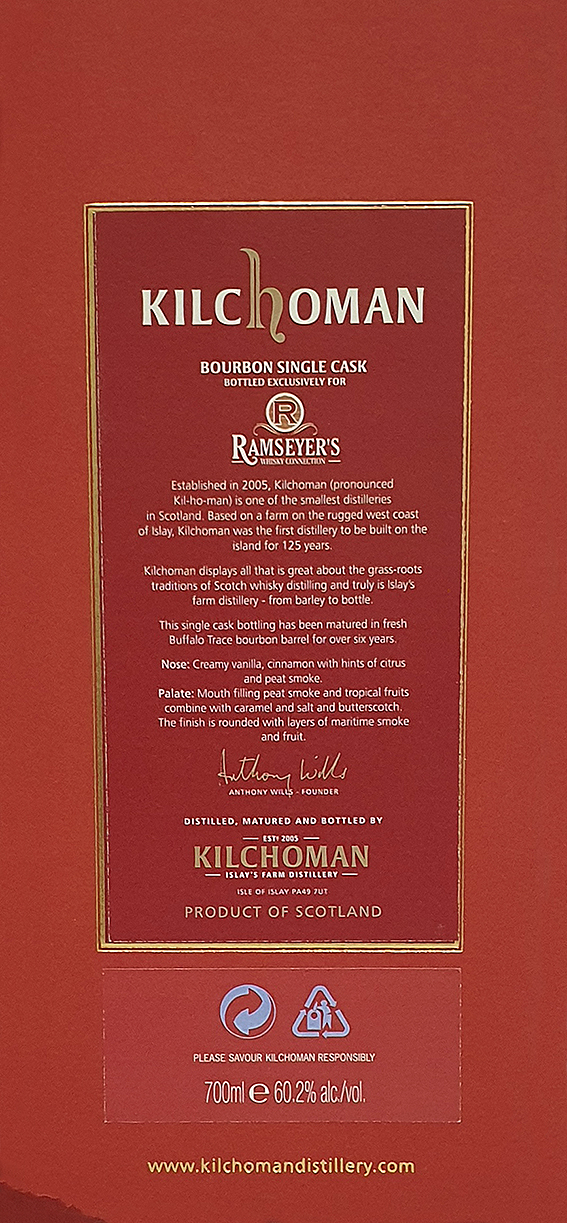 KILChOMAN
BOURBON SINGLE CASK
BOTTLED EXCLUSIVELY FOR
R
RAMSEYER'S
WHISKY CONNECTION
Established in 2005, Kilchoman (pronounced
Kil-ho-man) is one of the smallest distilleries
in Scotland. Based on a farm on the rugged west coast
of Islay, Kilchoman was the first distillery to be built on the
island for 125 years.
Kilchoman displays all that is great about the grass-roots
traditions of Scotch whisky distilling and truly is Islay's
farm distillery - from barley to bottle.
This single cask bottling has been matured in fresh
Buffalo Trace bourbon barrel for over six years.
Nose: Creamy vanilla, cinnamon with hints of citrus
and peat smoke.
Palate: Mouth filling peat smoke and tropical fruits
combine with caramel and salt and butterscotch.
The finish is rounded with layers of maritime smoke
and fruit.
Anthony Wills
ANTHONY WILLS - FOUNDER
DISTILLED, MATURED AND BOTTLED BY
ESTD 2005
KILCHOMAN
ISLAY'S FARM DISTILLERY
ISLE OF ISLAY PA49 7UT
PRODUCT OF SCOTLAND
PLEASE SAVOUR KILCHOMAN RESPONSIBLY
700ml e 60.2% alc./vol.
www.kilchomandistillery.com